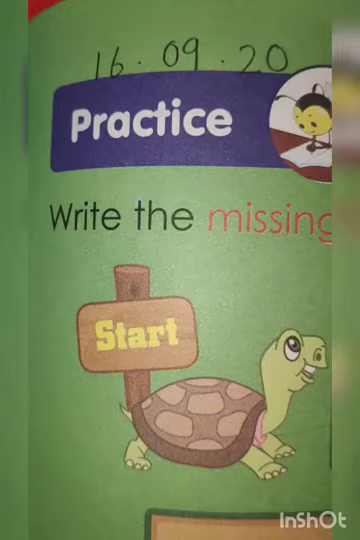 16.09.20
Practice
Write the missing
Start
InShOt